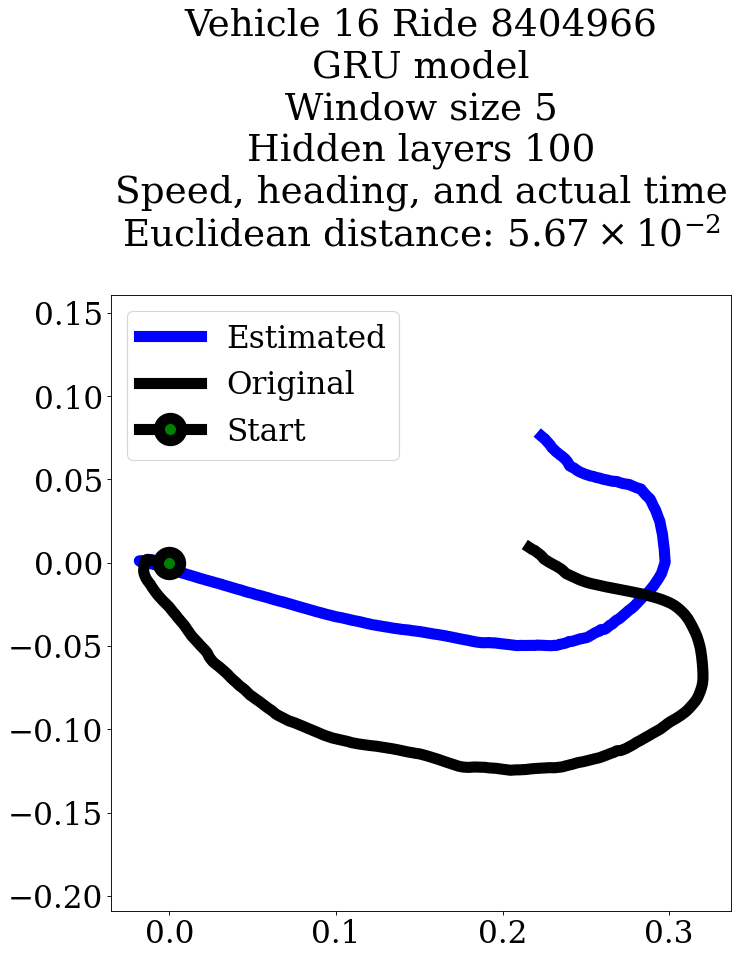 Vehicle 16 Ride 8404966
GRU model
Window size 5
Hidden layers 100
Speed, heading, and actual time
Euclidean distance: 5.67 × 10⁻²
Estimated
Original
Start
0.15
0.10
0.05
0.00
−0.05
−0.10
−0.15
−0.20
0.0 0.1 0.2 0.3